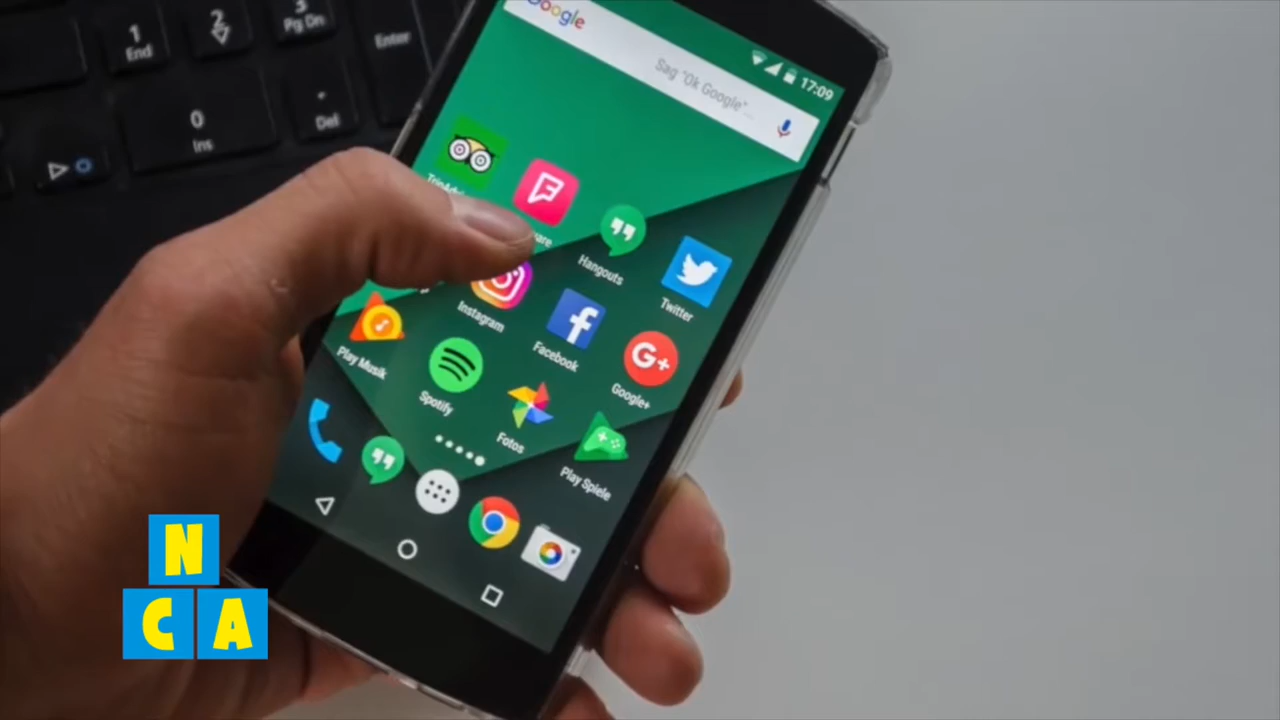 1
End
2
3
Pg Dn
Enter
0
Ins
.
Del
Google
Sag "Ok Google"...
17:09
Hangouts
Twitter
Instagram
Facebook
Google+
G+
Play Musik
Spotify
Fotos
Play Spiele
N
C A